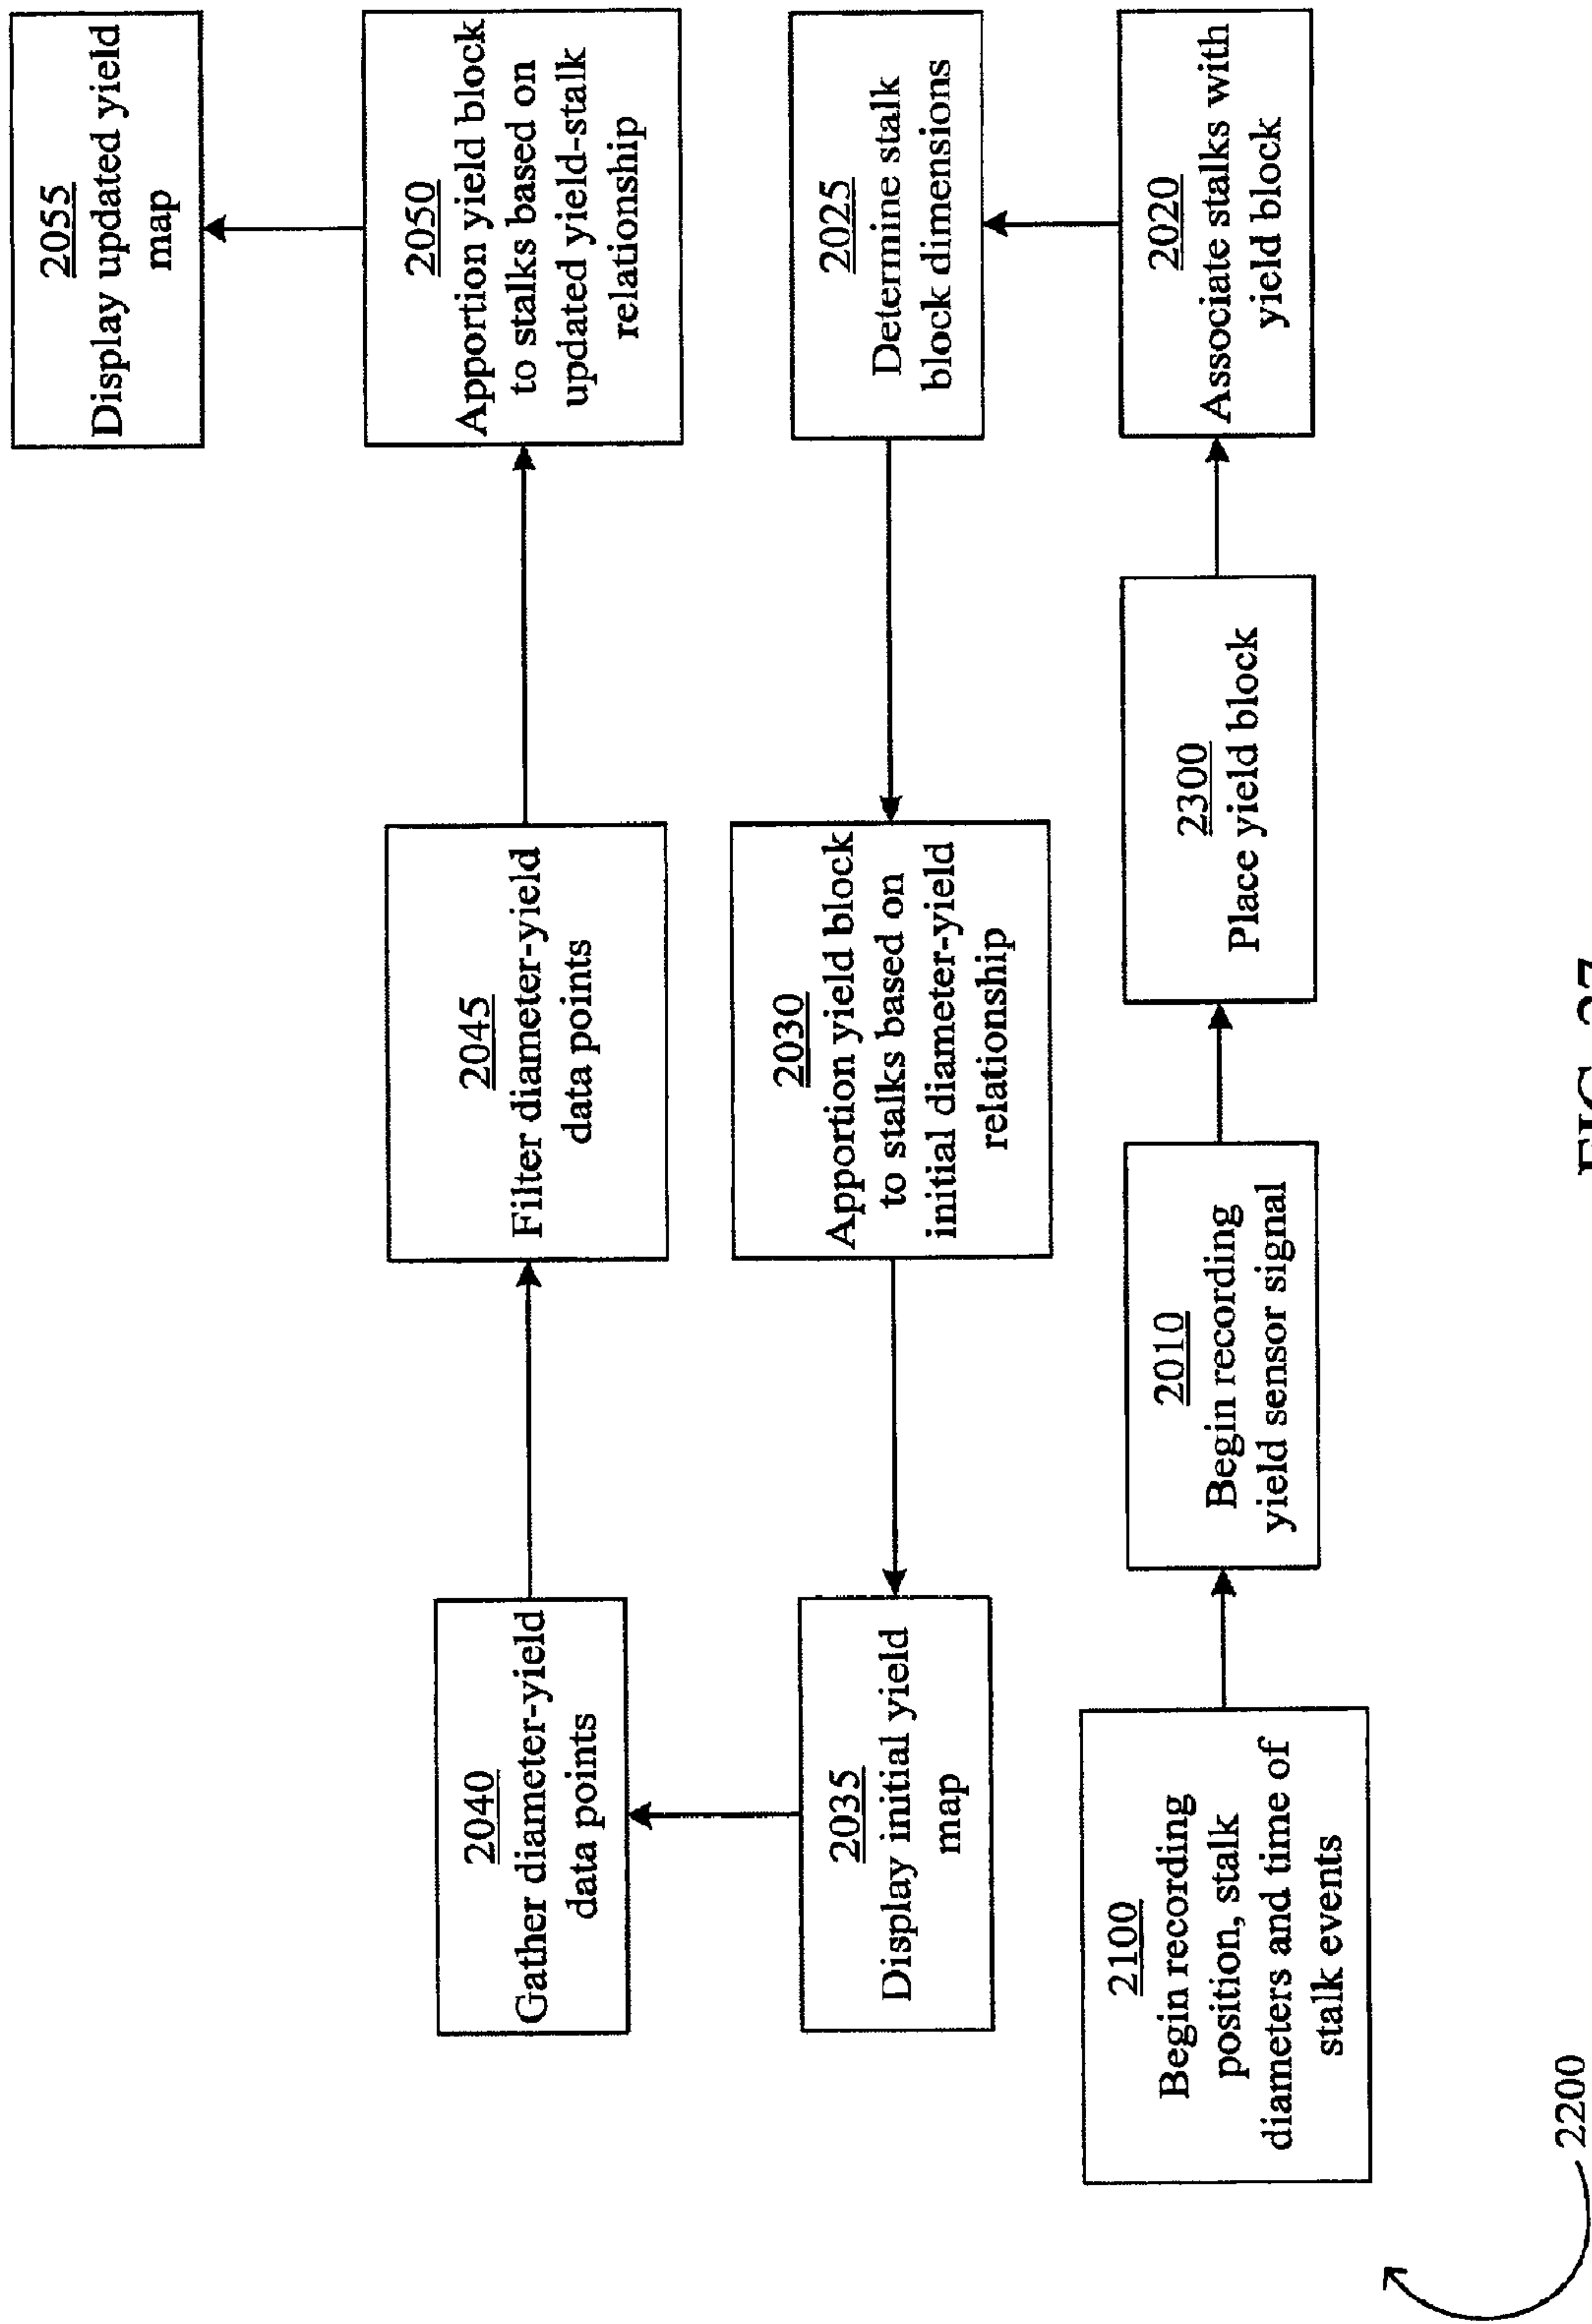 2055
Display updated yield
map
2040
Gather diameter-yield
data points
2045
Filter diameter-yield
data points
2050
Apportion yield block
to stalks based on
updated yield-stalk
relationship
2035
Display initial yield
map
2030
Apportion yield block
to stalks based on
initial diameter-yield
relationship
2025
Determine stalk
block dimensions
2100
Begin recording
position, stalk
diameters and time of
stalk events
2010
Begin recording
yield sensor signal
2300
Place yield block
2020
Associate stalks with
yield block
2200